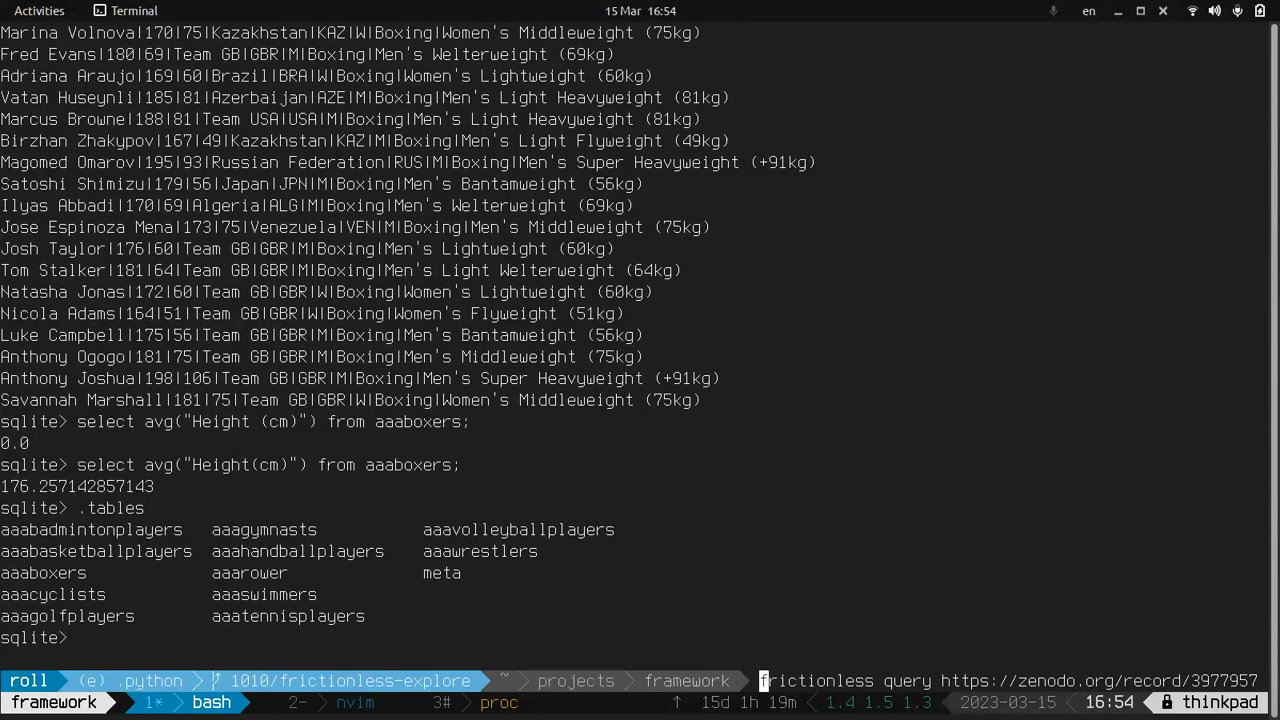 Activities Terminal 15 Mar 16:54 en
Marina Volnova|170|75|Kazakhstan|KAZ|W|Boxing|Women's Middleweight (75kg)
Fred Evans|180|69|Team GB|GBR|M|Boxing|Men's Welterweight (69kg)
Adriana Araujo|169|60|Brazil|BRA|W|Boxing|Women's Lightweight (60kg)
Vatan Huseynli|185|81|Azerbaijan|AZE|M|Boxing|Men's Light Heavyweight (81kg)
Marcus Browne|188|81|Team USA|USA|M|Boxing|Men's Light Heavyweight (81kg)
Birzhan Zhakypov|167|49|Kazakhstan|KAZ|M|Boxing|Men's Light Flyweight (49kg)
Magomed Omarov|195|93|Russian Federation|RUS|M|Boxing|Men's Super Heavyweight (+91kg)
Satoshi Shimizu|179|56|Japan|JPN|M|Boxing|Men's Bantamweight (56kg)
Ilyas Abbadi|170|69|Algeria|ALG|M|Boxing|Men's Welterweight (69kg)
Jose Espinoza Mena|173|75|Venezuela|VEN|M|Boxing|Men's Middleweight (75kg)
Josh Taylor|176|60|Team GB|GBR|M|Boxing|Men's Lightweight (60kg)
Tom Stalker|181|64|Team GB|GBR|M|Boxing|Men's Light Welterweight (64kg)
Natasha Jonas|172|60|Team GB|GBR|W|Boxing|Women's Lightweight (60kg)
Nicola Adams|164|51|Team GB|GBR|W|Boxing|Women's Flyweight (51kg)
Luke Campbell|175|56|Team GB|GBR|M|Boxing|Men's Bantamweight (56kg)
Anthony Ogogo|181|75|Team GB|GBR|M|Boxing|Men's Middleweight (75kg)
Anthony Joshua|198|106|Team GB|GBR|M|Boxing|Men's Super Heavyweight (+91kg)
Savannah Marshall|181|75|Team GB|GBR|W|Boxing|Women's Middleweight (75kg)
sqlite> select avg("Height (cm)") from aaaboxers;
0.0
sqlite> select avg("Height(cm)") from aaaboxers;
176.257142857143
sqlite> .tables
aaabadmintonplayers aaagymnasts aaavolleyballplayers
aaabasketballplayers aaahandballplayers aaawrestlers
aaaboxers aaarower meta
aaacyclists aaaswimmers
aaagolfplayers aaatennisplayers
sqlite>
roll (e) .python 1010/frictionless-explore ~ projects framework frictionless query https://zenodo.org/record/3977957
framework 1* bash 2- nvim 3# proc ↑ 15d 1h 19m 1.4 1.5 1.3 2023-03-15 16:54 thinkpad